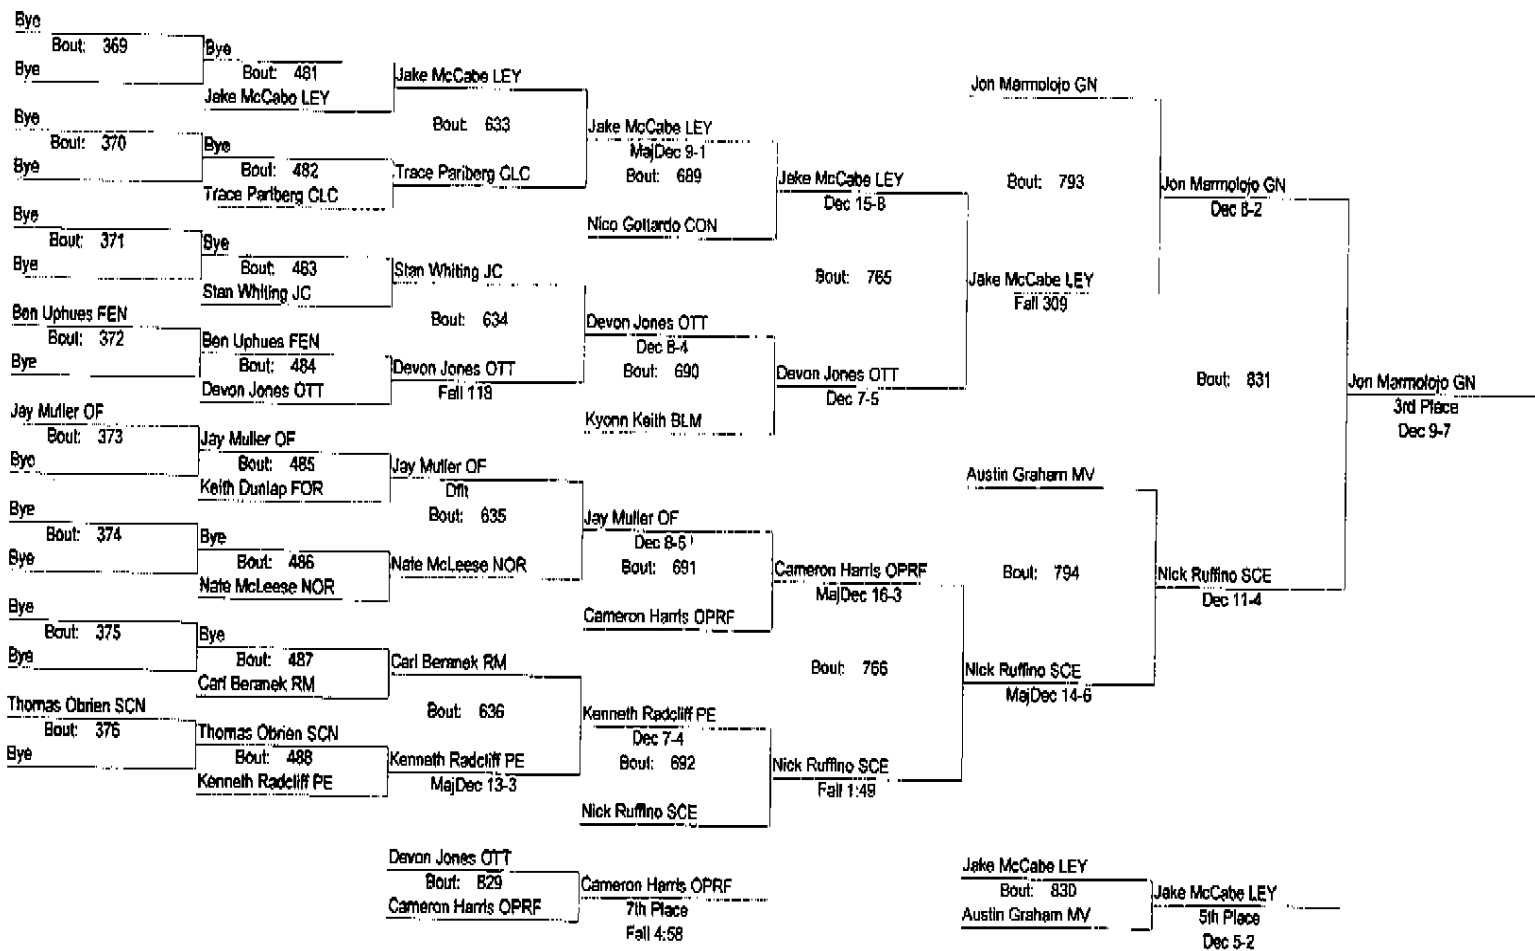 Bye
Bout: 369
Bye
Bye
Bout: 370
Bye
Bye
Bout: 371
Bye
Ben Uphues FEN
Bout: 372
Bye
Jay Muller OF
Bout: 373
Bye
Bye
Bout: 374
Bye
Bye
Bout: 375
Bye
Thomas Obrien SCN
Bout: 376
Bye
Bye
Bout: 481
Jake McCabo LEY
Bye
Bout: 482
Trace Parlberg CLC
Bye
Bout: 483
Stan Whiting JC
Ben Uphues FEN
Bout: 484
Devon Jones OTT
Jay Muller OF
Bout: 485
Keith Dunlap FOR
Bye
Bout: 486
Nate McLeese NOR
Bye
Bout: 487
Carl Beranek RM
Thomas Obrien SCN
Bout: 488
Kenneth Radcliff PE
Jake McCabe LEY
Bout: 633
Trace Parlberg CLC
Stan Whiting JC
Bout: 634
Devon Jones OTT
Fall 118
Jay Muller OF
Dflt
Bout: 635
Nate McLeese NOR
Carl Beranek RM
Bout: 636
Kenneth Radcliff PE
MajDec 13-3
Jake McCabe LEY
MajDec 9-1
Bout: 689
Nico Gottardo CON
Devon Jones OTT
Dec 8-4
Bout: 690
Kyonn Keith BLM
Jay Muller OF
Dec 8-5
Bout: 691
Cameron Harris OPRF
Kenneth Radcliff PE
Dec 7-4
Bout: 692
Nick Ruffino SCE
Jake McCabe LEY
Dec 15-8
Bout: 765
Devon Jones OTT
Dec 7-5
Cameron Harris OPRF
MajDec 16-3
Bout: 766
Nick Ruffino SCE
Fall 1:49
Jon Marmolojo GN
Bout: 793
Jake McCabe LEY
Fall 309
Austin Graham MV
Bout: 794
Nick Ruffino SCE
MajDec 14-6
Jon Marmolojo GN
Dec 6-2
Bout: 831
Nick Ruffino SCE
Dec 11-4
Jon Marmolojo GN
3rd Place
Dec 9-7
Devon Jones OTT
Bout: 829
Cameron Harris OPRF
Cameron Harris OPRF
7th Place
Fall 4:58
Jake McCabe LEY
Bout: 830
Austin Graham MV
Jake McCabe LEY
5th Place
Dec 5-2